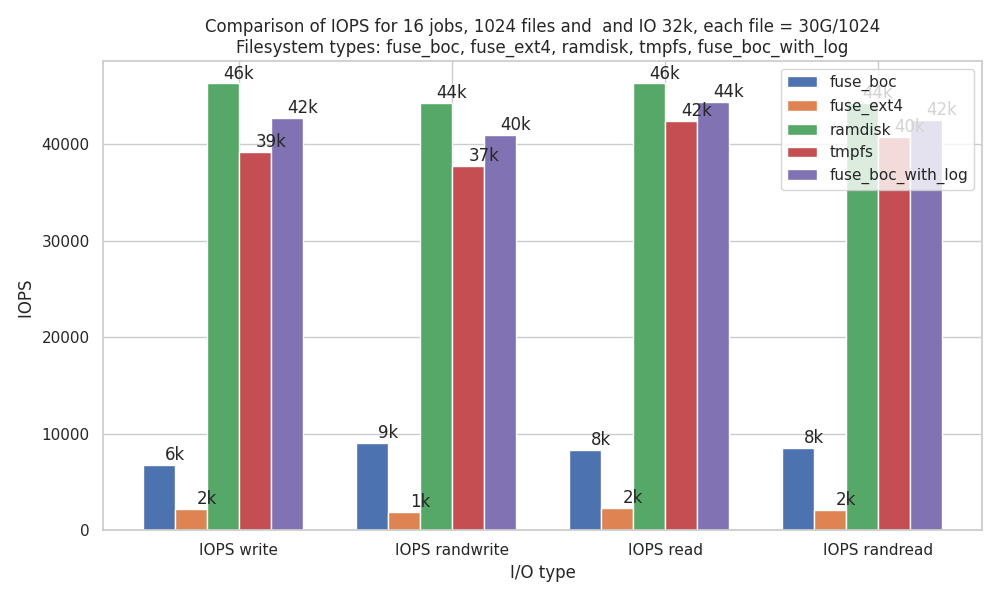 Comparison of IOPS for 16 jobs, 1024 files and  and IO 32k, each file = 30G/1024
Filesystem types: fuse_boc, fuse_ext4, ramdisk, tmpfs, fuse_boc_with_log
fuse_boc
fuse_ext4
ramdisk
tmpfs
fuse_boc_with_log
IOPS
40000
30000
20000
10000
0
6k
2k
46k
39k
42k
9k
1k
44k
37k
40k
8k
2k
46k
42k
44k
8k
2k
44k
40k
42k
IOPS write
IOPS randwrite
IOPS read
IOPS randread
I/O type